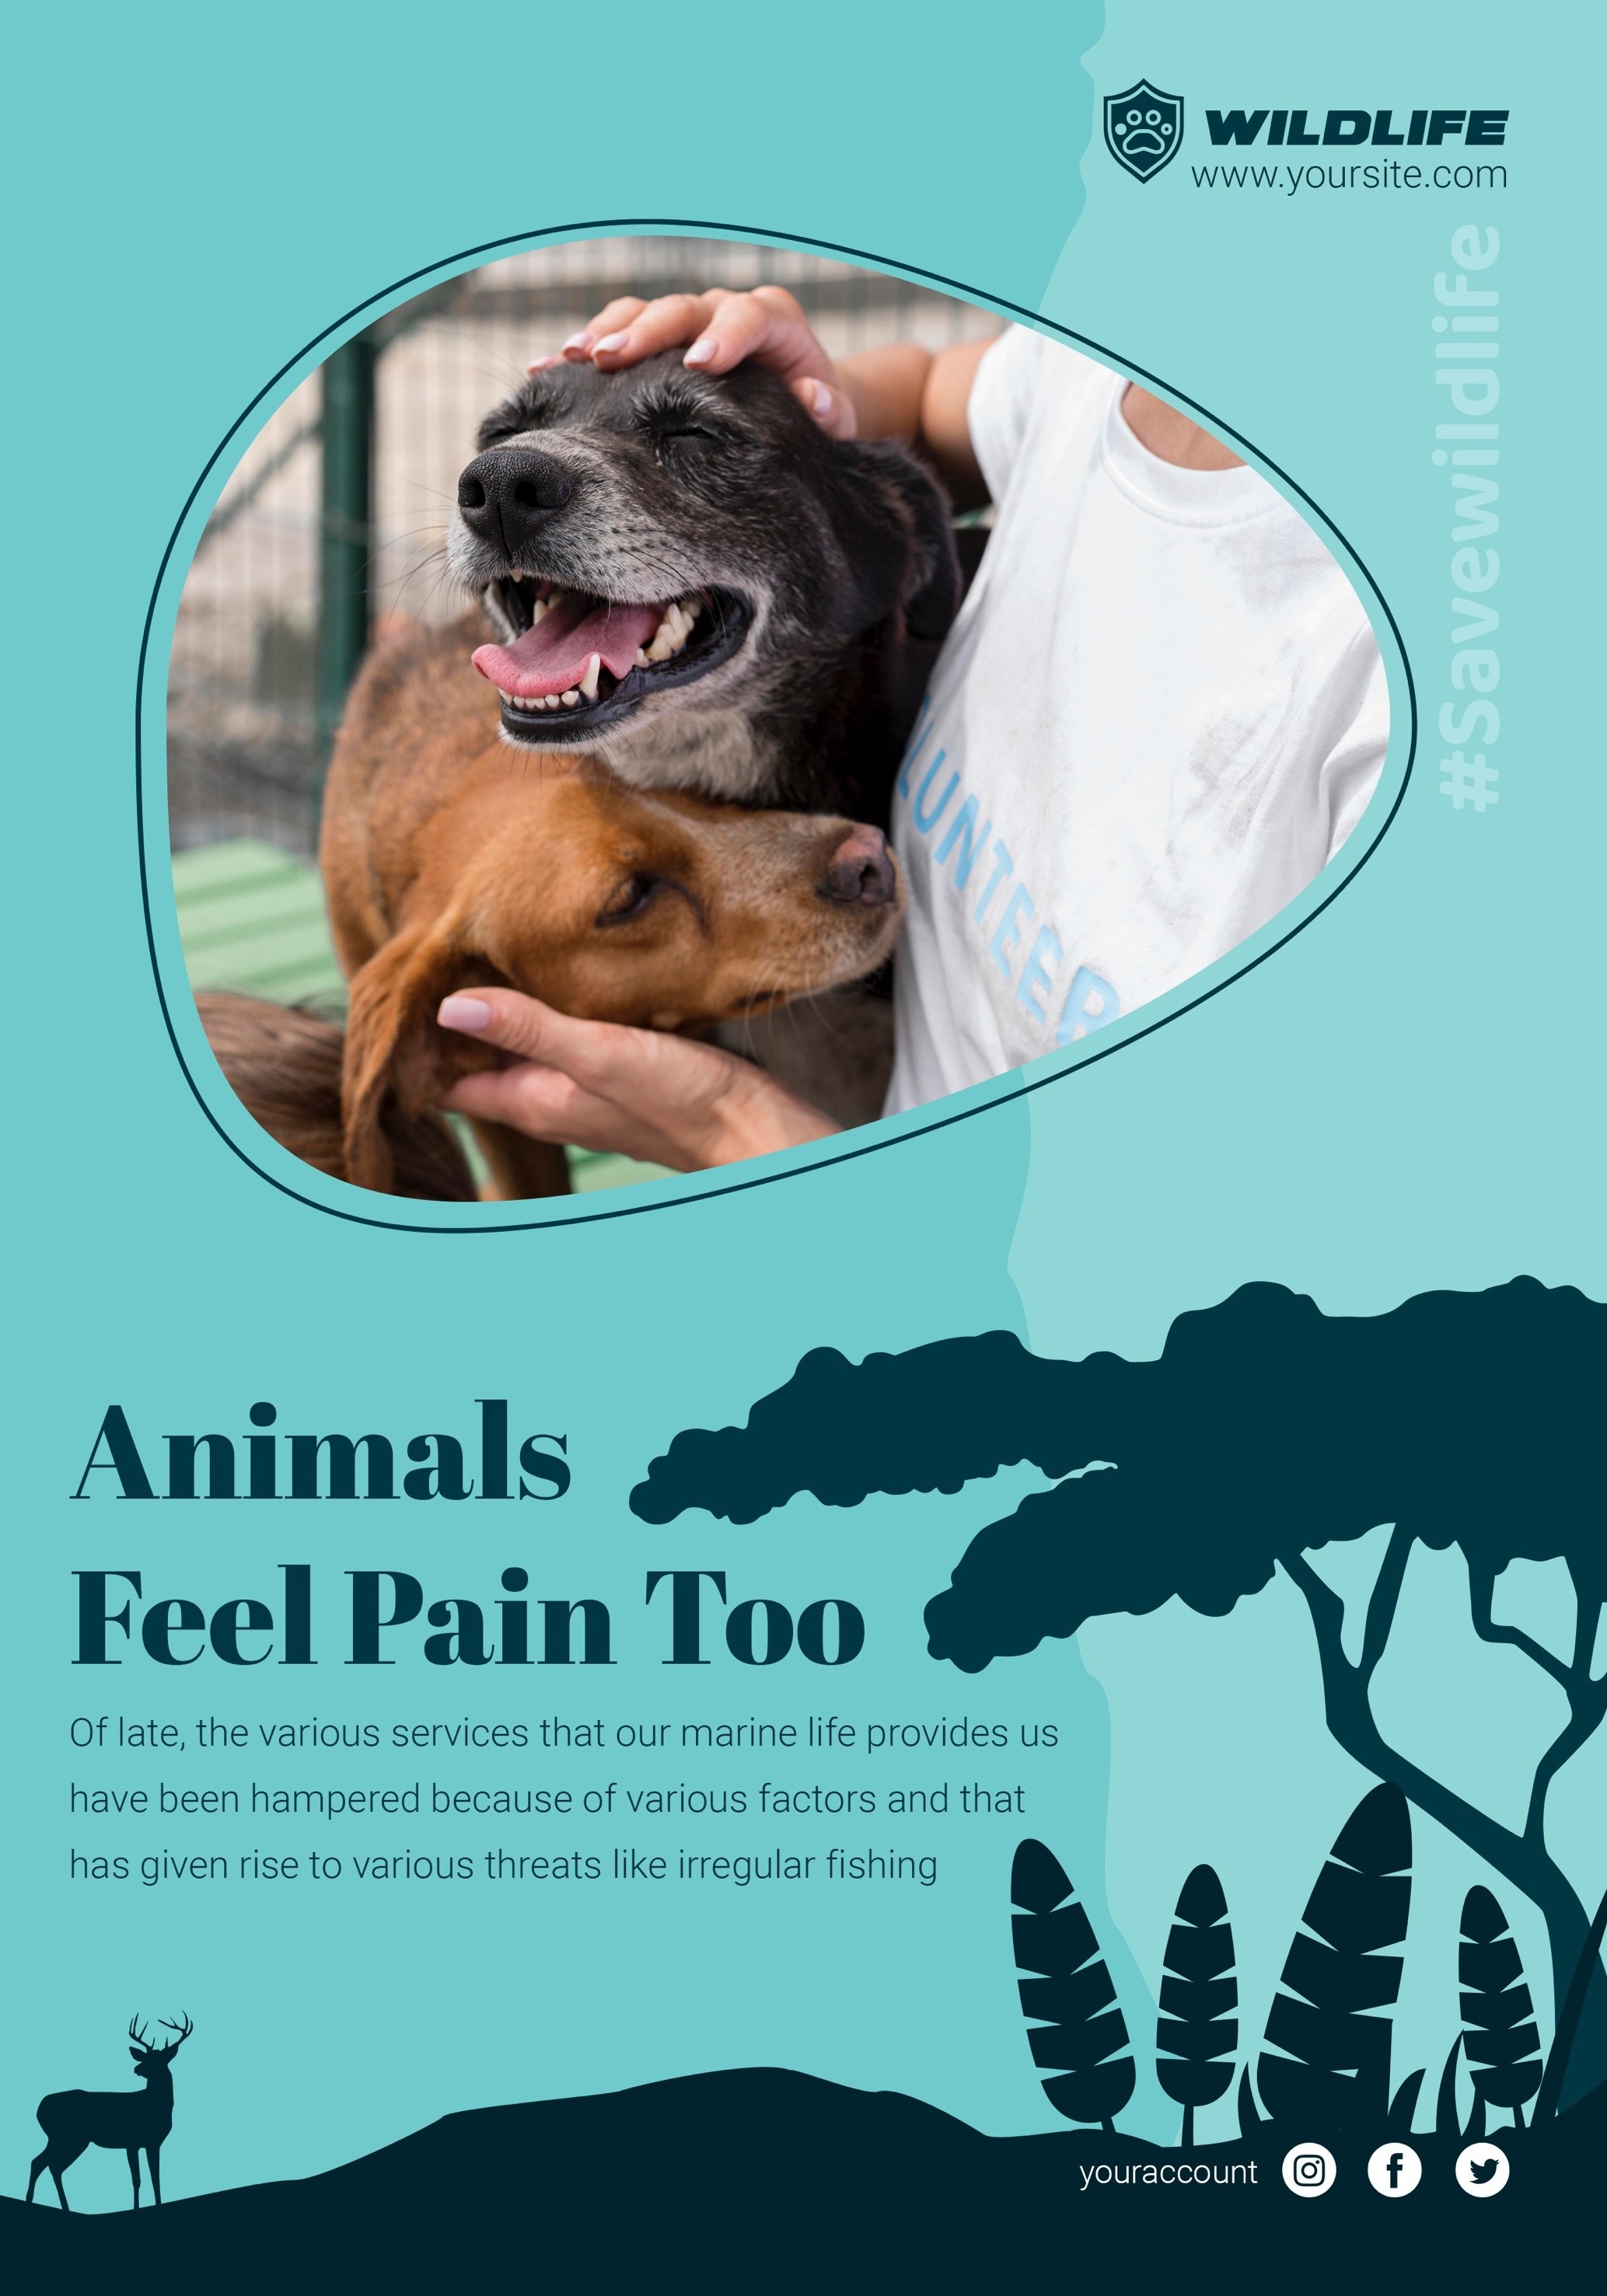 WILDLIFE
www.yoursite.com
#Savewildlife
LUNTEER
Animals
Feel Pain Too
Of late, the various services that our marine life provides us
have been hampered because of various factors and that
has given rise to various threats like irregular fishing
youraccount